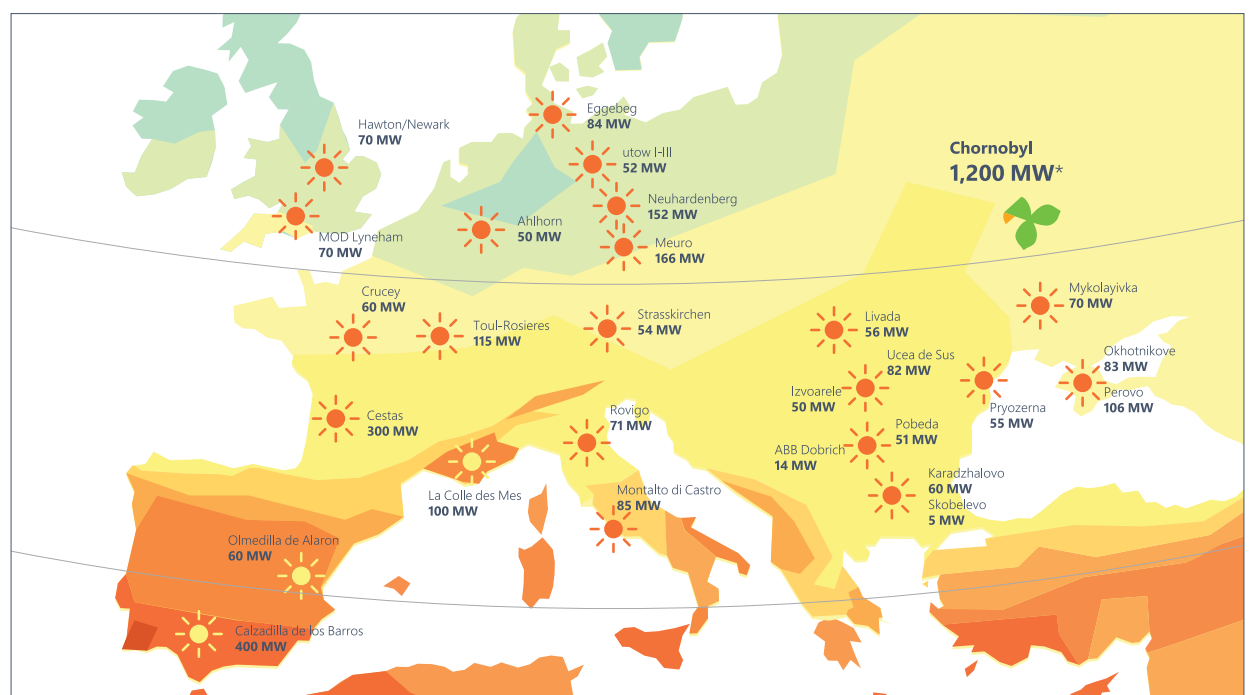 Eggebeg
84 MW
Hawton/Newark
70 MW
Chornobyl
1,200 MW*
utow I-III
52 MW
Neuhardenberg
152 MW
Ahlhorn
50 MW
MOD Lyneham
70 MW
Meuro
166 MW
Crucey
60 MW
Mykolayivka
70 MW
Toul-Rosieres
115 MW
Strasskirchen
54 MW
Livada
56 MW
Ucea de Sus
82 MW
Okhotnikove
83 MW
Izvoarele
50 MW
Perovo
106 MW
Pryozerna
55 MW
Cestas
300 MW
Rovigo
71 MW
Pobeda
51 MW
ABB Dobrich
14 MW
Karadzhalovo
60 MW
Skobelevo
5 MW
La Colle des Mes
100 MW
Montalto di Castro
85 MW
Olmedilla de Alaron
60 MW
Calzadilla de los Barros
400 MW